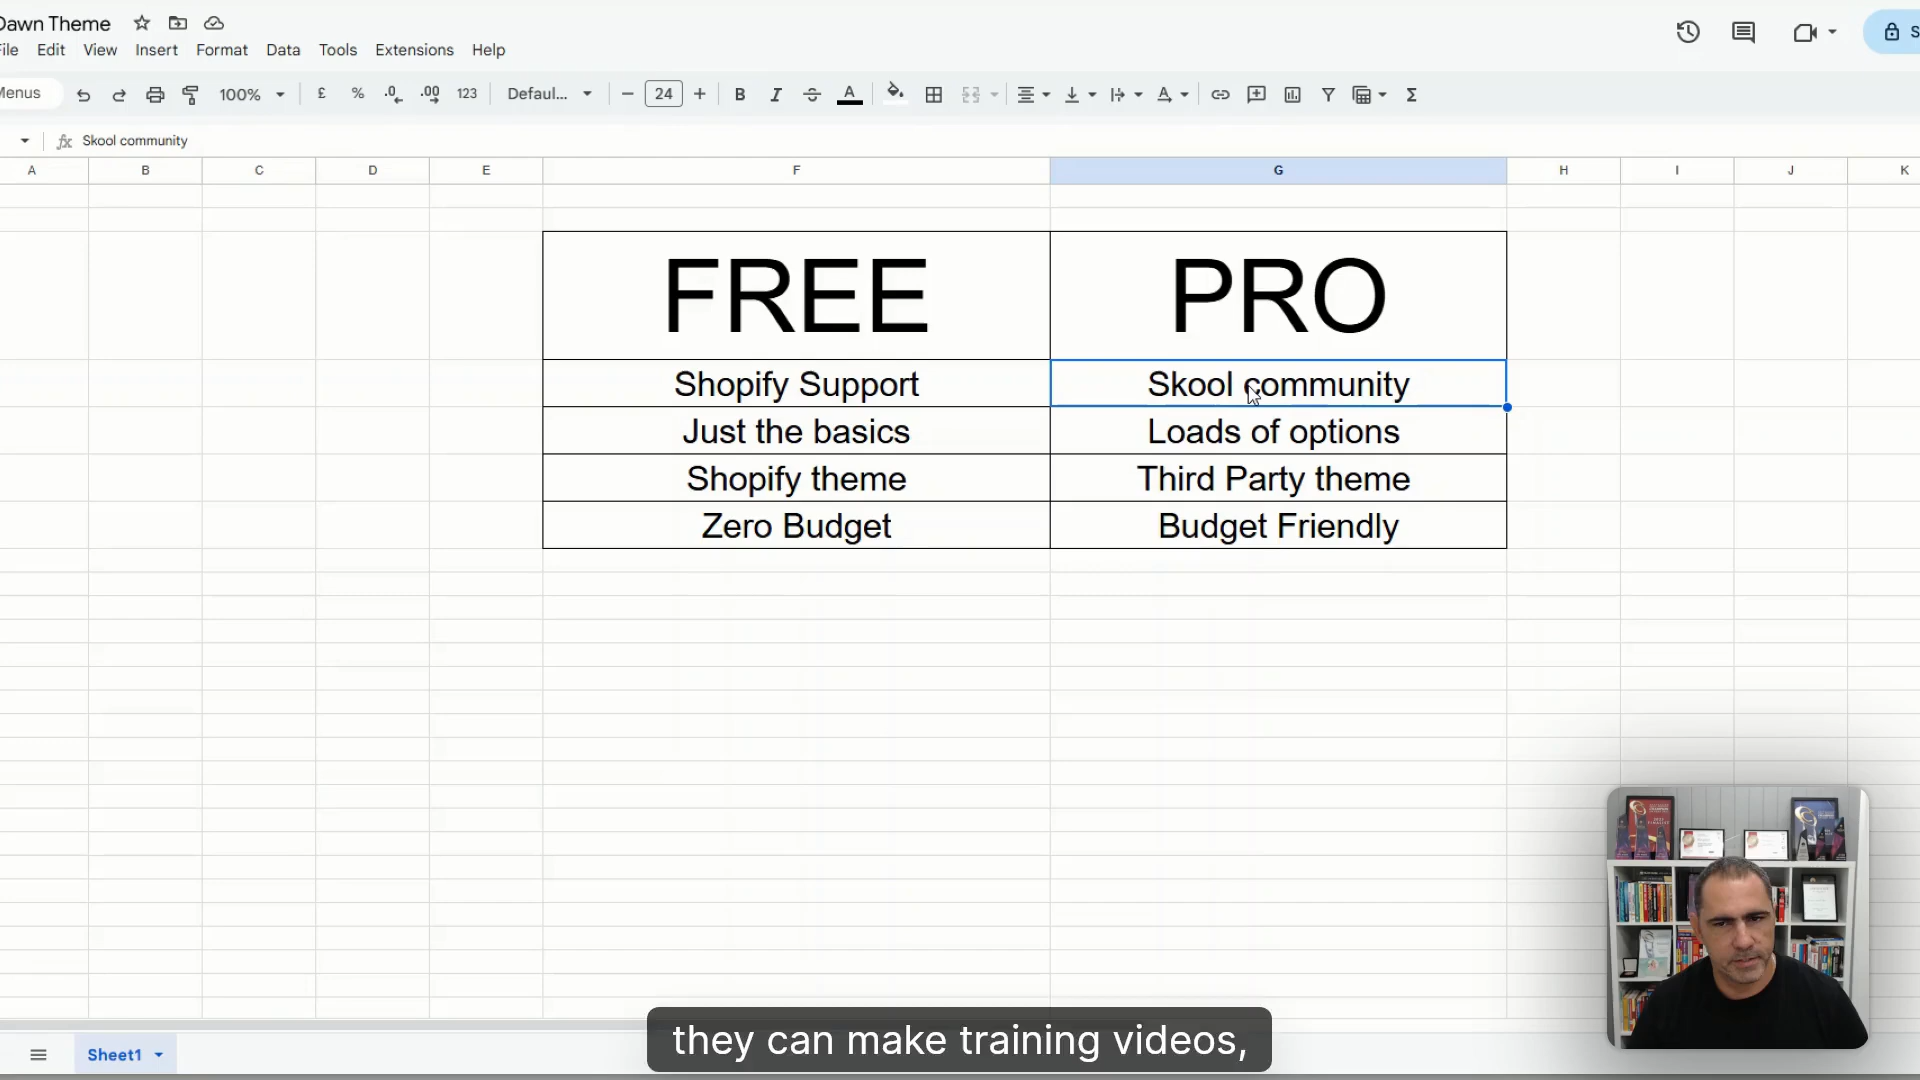 Dawn Theme
File Edit View Insert Format Data Tools Extensions Help
Menus 100% £ % .0 .00 123 Defaul... 24 B I A Σ
fx Skool community
A B C D E F G H I J K
FREE PRO
Shopify Support Skool community
Just the basics Loads of options
Shopify theme Third Party theme
Zero Budget Budget Friendly
they can make training videos,
Sheet1